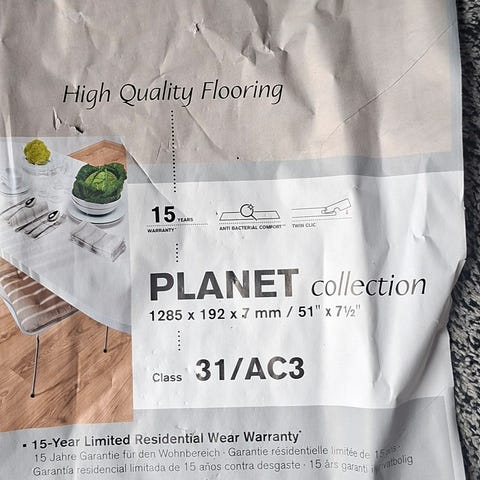 High Quality Flooring
15 YEARS
WARRANTY*
ANTI BACTERIAL COMFORT**
TWIN CLIC
PLANET collection
1285 x 192 x 7 mm / 51" x 7½"
Class 31/AC3
▪ 15-Year Limited Residential Wear Warranty*
15 Jahre Garantie für den Wohnbereich · Garantie résidentielle limitée de 15 ans ·
Garantía residencial limitada de 15 años contra desgaste · 15 års garanti